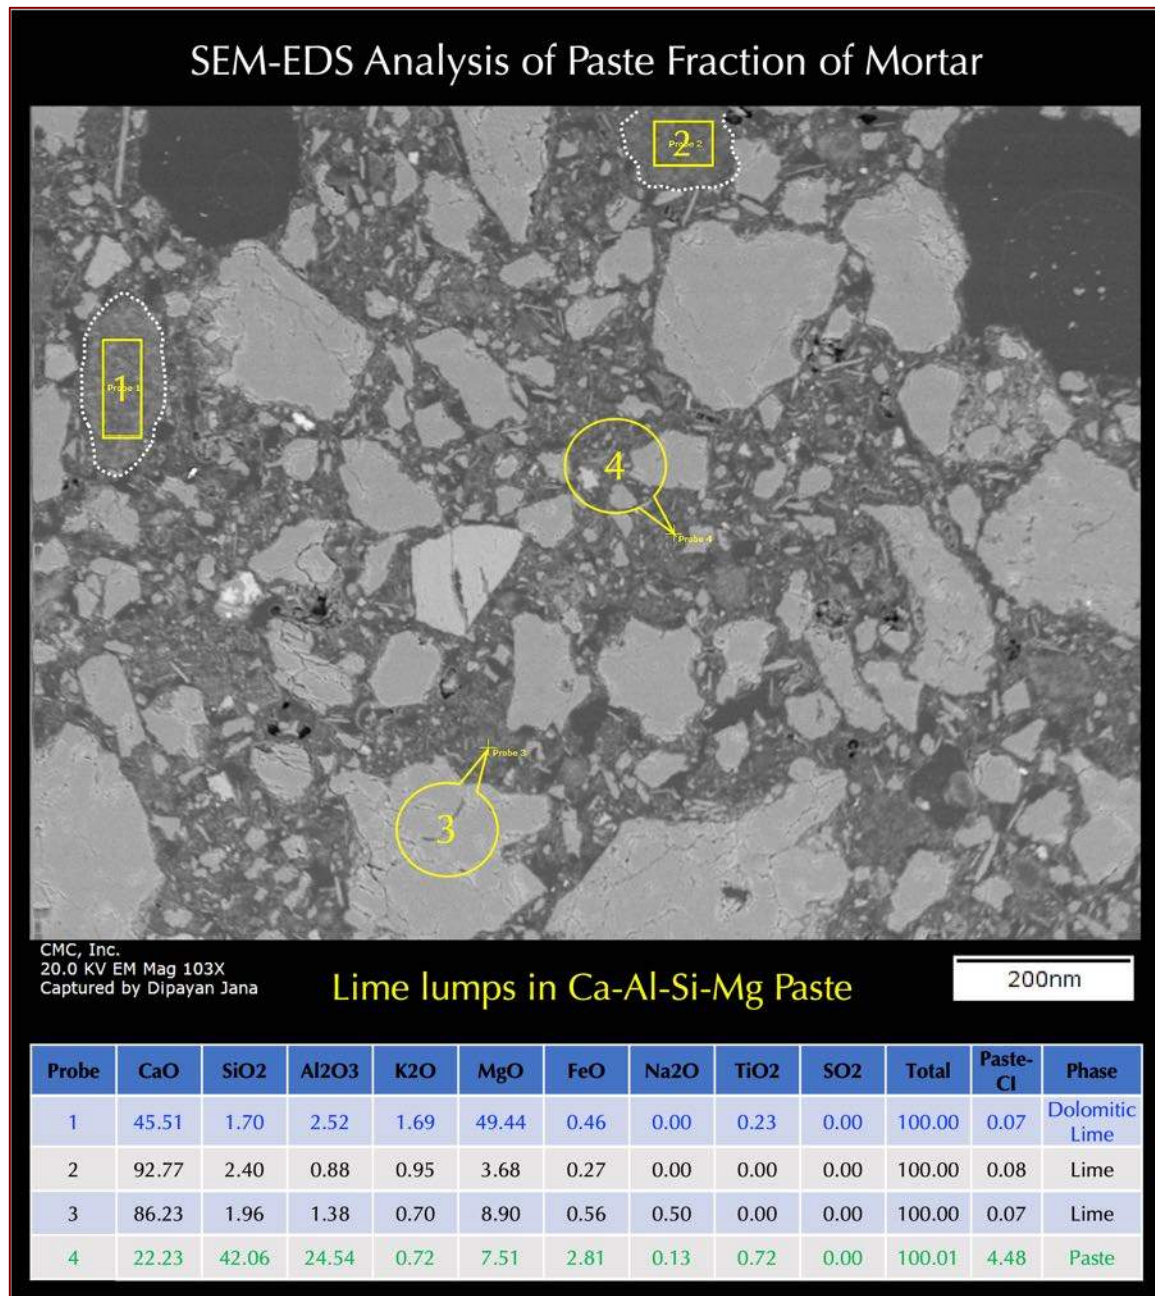 SEM-EDS Analysis of Paste Fraction of Mortar
2
Probe 2
1
Probe 1
4
Probe 4
Probe 3
3
CMC, Inc.
20.0 KV EM Mag 103X
Captured by Dipayan Jana
Lime lumps in Ca-Al-Si-Mg Paste
200nm
Probe CaO SiO2 Al2O3 K2O MgO FeO Na2O TiO2 SO2 Total Paste-CI Phase
1 45.51 1.70 2.52 1.69 49.44 0.46 0.00 0.23 0.00 100.00 0.07 Dolomitic Lime
2 92.77 2.40 0.88 0.95 3.68 0.27 0.00 0.00 0.00 100.00 0.08 Lime
3 86.23 1.96 1.38 0.70 8.90 0.56 0.50 0.00 0.00 100.00 0.07 Lime
4 22.23 42.06 24.54 0.72 7.51 2.81 0.13 0.72 0.00 100.01 4.48 Paste